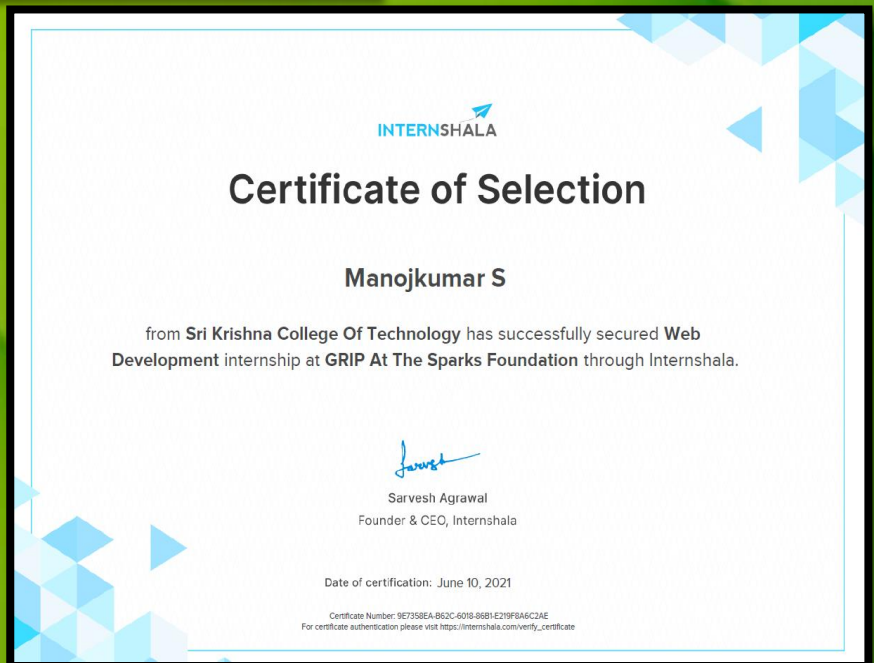 INTERNSHALA
Certificate of Selection
Manojkumar S
from Sri Krishna College Of Technology has successfully secured Web
Development internship at GRIP At The Sparks Foundation through Internshala.
Sarvesh Agrawal
Founder & CEO, Internshala
Date of certification: June 10, 2021
Certificate Number: 9E7358EA-B62C-6018-86B1-E219F8A6C2AE
For certificate authentication please visit https://internshala.com/verify_certificate